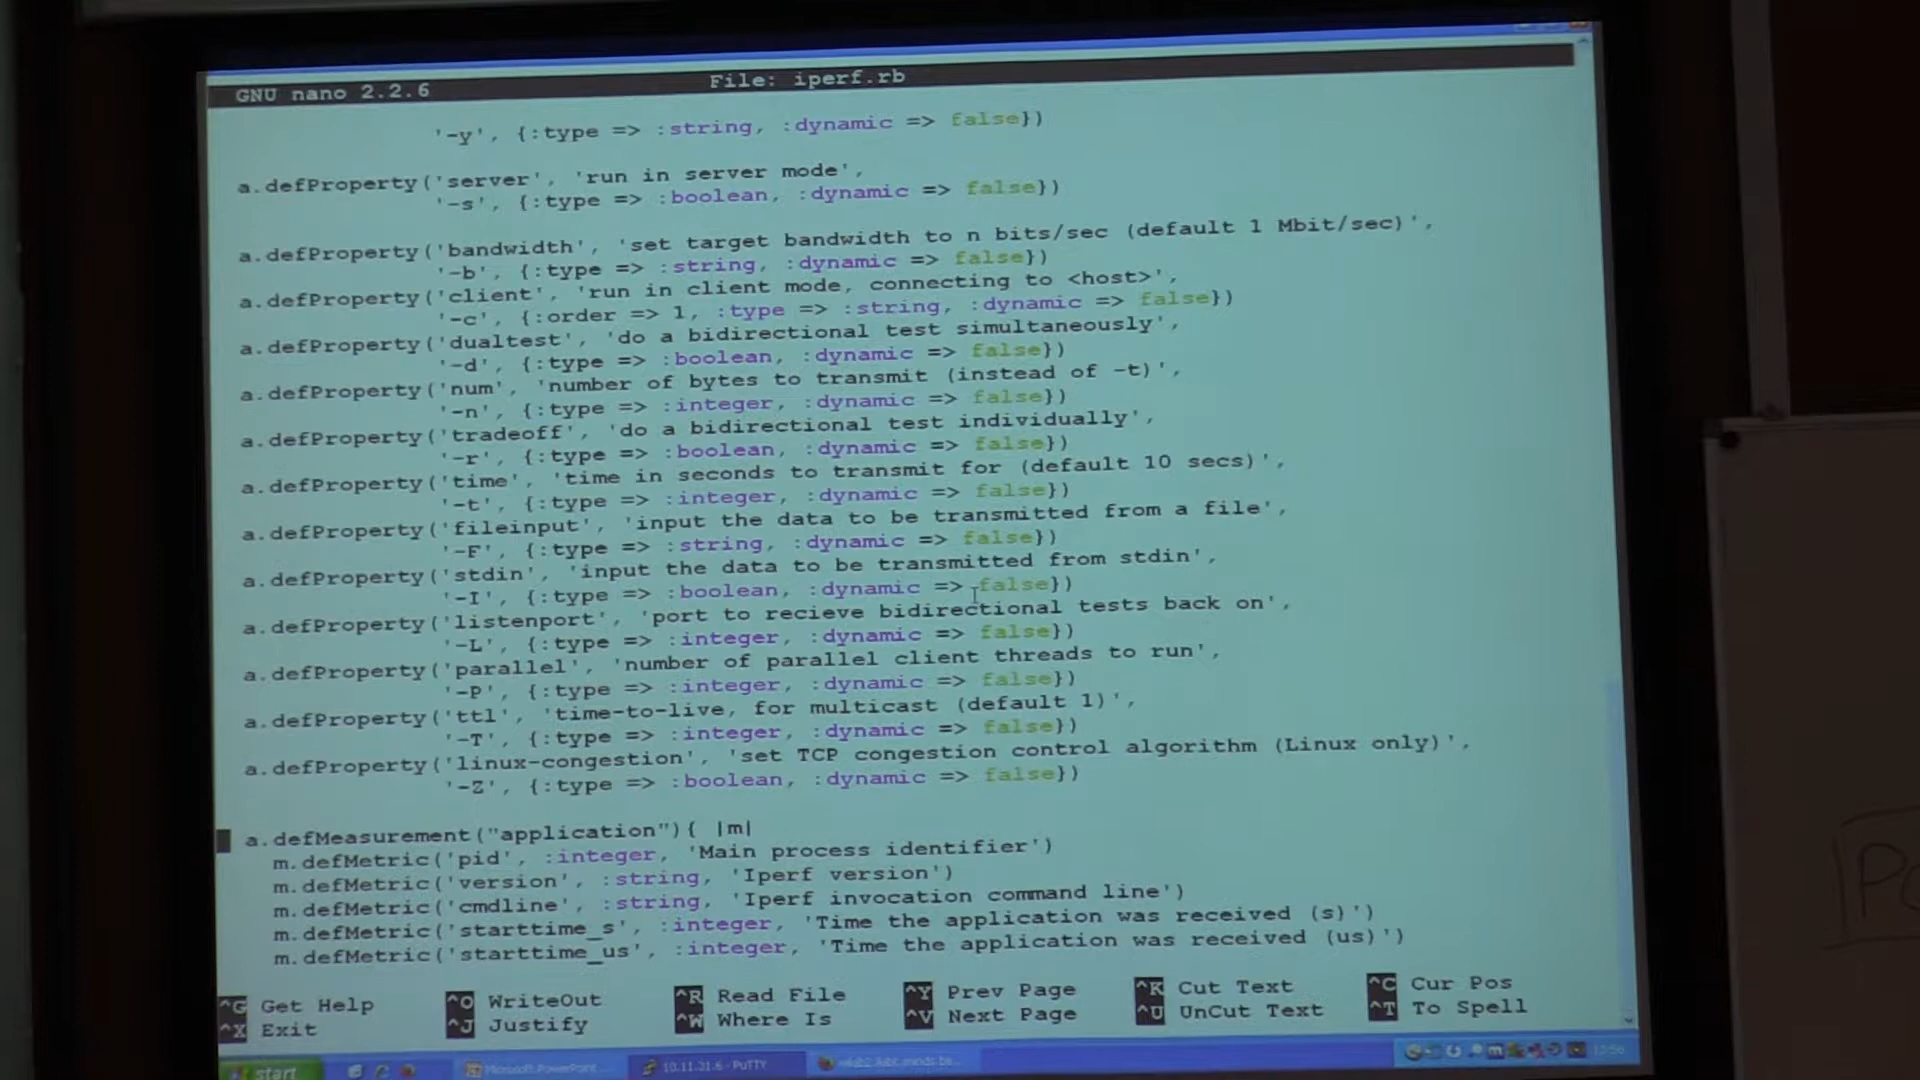 GNU nano 2.2.6 File: iperf.rb
'-y', {:type => :string, :dynamic => false})
a.defProperty('server', 'run in server mode',
'-s', {:type => :boolean, :dynamic => false})
a.defProperty('bandwidth', 'set target bandwidth to n bits/sec (default 1 Mbit/sec)',
'-b', {:type => :string, :dynamic => false})
a.defProperty('client', 'run in client mode, connecting to <host>',
'-c', {:order => 1, :type => :string, :dynamic => false})
a.defProperty('dualtest', 'do a bidirectional test simultaneously',
'-d', {:type => :boolean, :dynamic => false})
a.defProperty('num', 'number of bytes to transmit (instead of -t)',
'-n', {:type => :integer, :dynamic => false})
a.defProperty('tradeoff', 'do a bidirectional test individually',
'-r', {:type => :boolean, :dynamic => false})
a.defProperty('time', 'time in seconds to transmit for (default 10 secs)',
'-t', {:type => :integer, :dynamic => false})
a.defProperty('fileinput', 'input the data to be transmitted from a file',
'-F', {:type => :string, :dynamic => false})
a.defProperty('stdin', 'input the data to be transmitted from stdin',
'-I', {:type => :boolean, :dynamic => false})
a.defProperty('listenport', 'port to recieve bidirectional tests back on',
'-L', {:type => :integer, :dynamic => false})
a.defProperty('parallel', 'number of parallel client threads to run',
'-P', {:type => :integer, :dynamic => false})
a.defProperty('ttl', 'time-to-live, for multicast (default 1)',
'-T', {:type => :integer, :dynamic => false})
a.defProperty('linux-congestion', 'set TCP congestion control algorithm (Linux only)',
'-Z', {:type => :boolean, :dynamic => false})
a.defMeasurement("application"){ |m|
m.defMetric('pid', :integer, 'Main process identifier')
m.defMetric('version', :string, 'Iperf version')
m.defMetric('cmdline', :string, 'Iperf invocation command line')
m.defMetric('starttime_s', :integer, 'Time the application was received (s)')
m.defMetric('starttime_us', :integer, 'Time the application was received (us)')
^G Get Help ^O WriteOut ^R Read File ^Y Prev Page ^K Cut Text ^C Cur Pos
^X Exit ^J Justify ^W Where Is ^V Next Page ^U UnCut Text ^T To Spell
start Microsoft PowerPoint... 10.11.31.6 - PuTTY